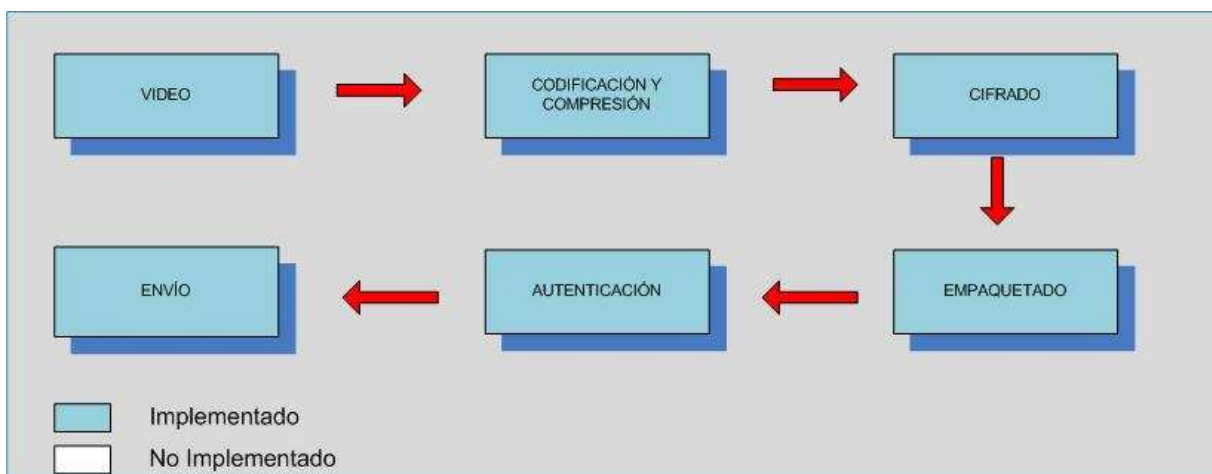 VIDEO
CODIFICACIÓN Y
COMPRESIÓN
CIFRADO
ENVÍO
AUTENTICACIÓN
EMPAQUETADO
Implementado
No Implementado